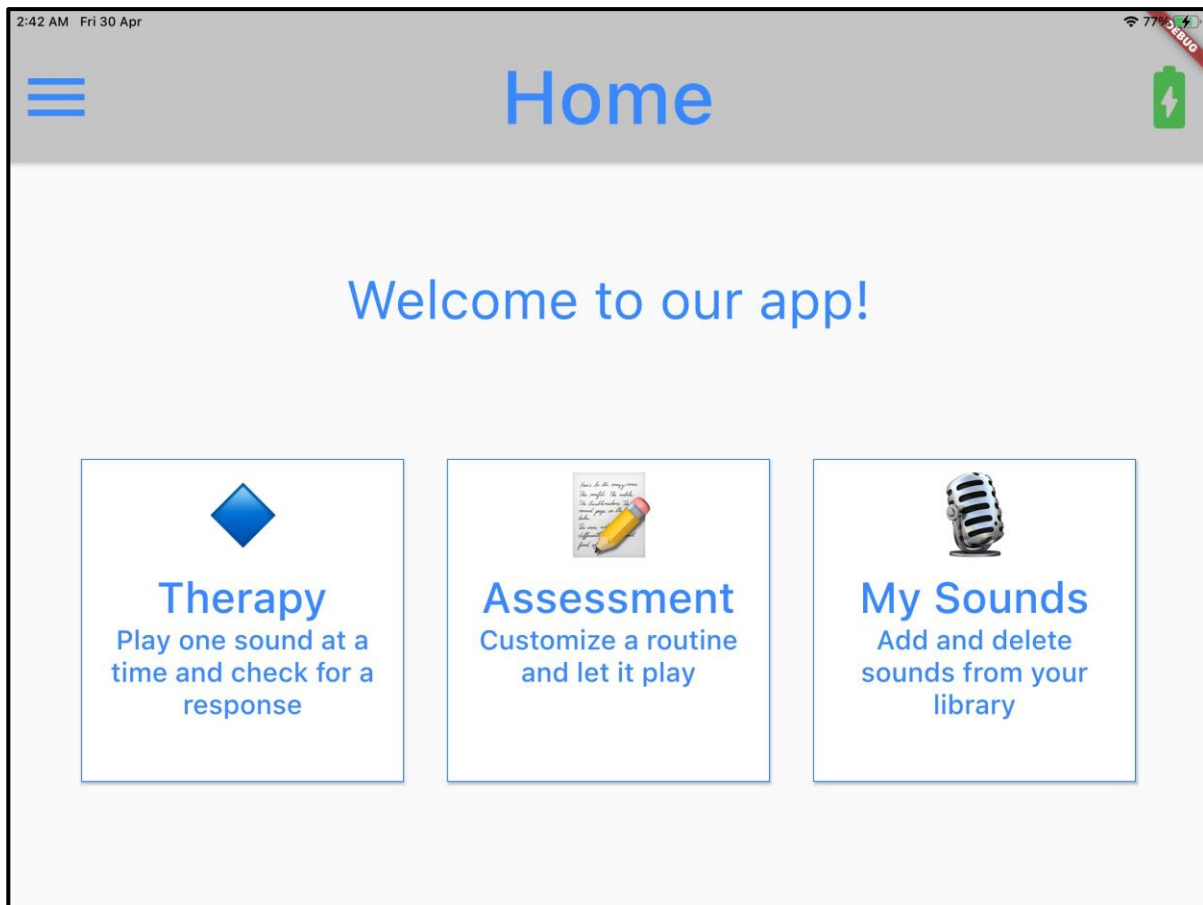 2:42 AM Fri 30 Apr
77%
DEBUG
Home
Welcome to our app!
Therapy
Play one sound at a
time and check for a
response
Assessment
Customize a routine
and let it play
My Sounds
Add and delete
sounds from your
library